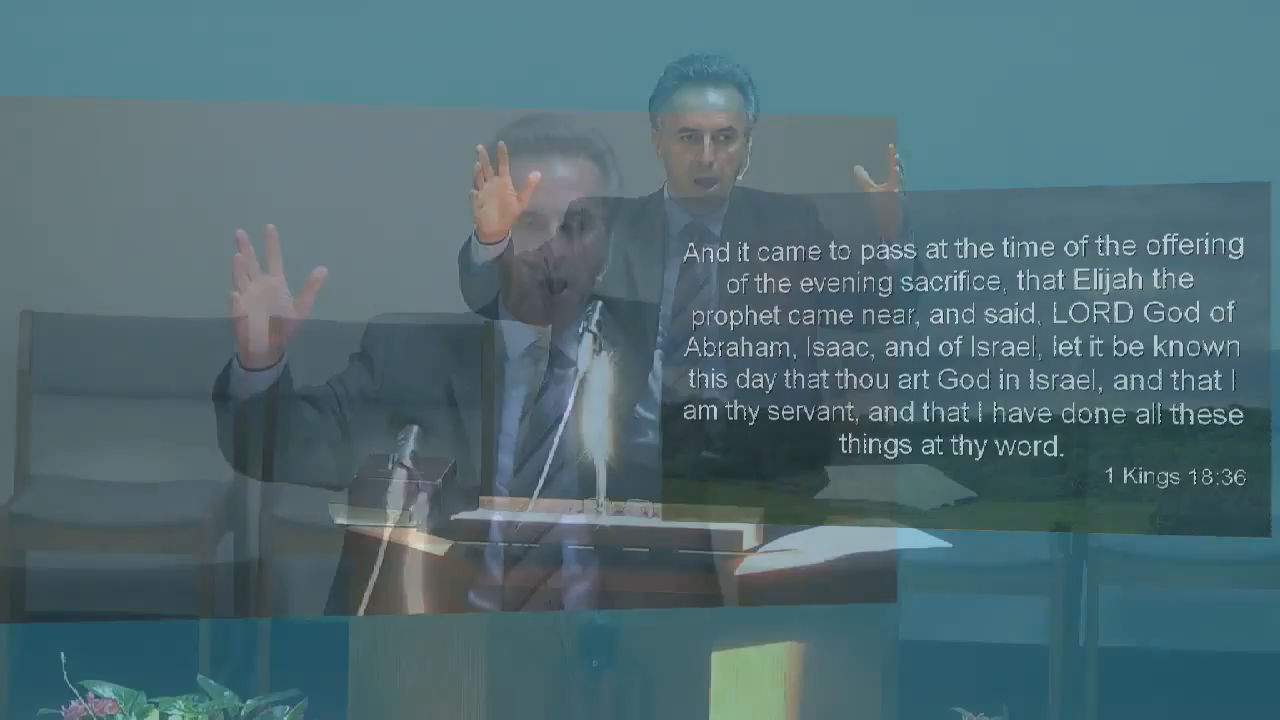 And it came to pass at the time of the offering
of the evening sacrifice, that Elijah the
prophet came near, and said, LORD God of
Abraham, Isaac, and of Israel, let it be known
this day that thou art God in Israel, and that I
am thy servant, and that I have done all these
things at thy word.
1 Kings 18:36